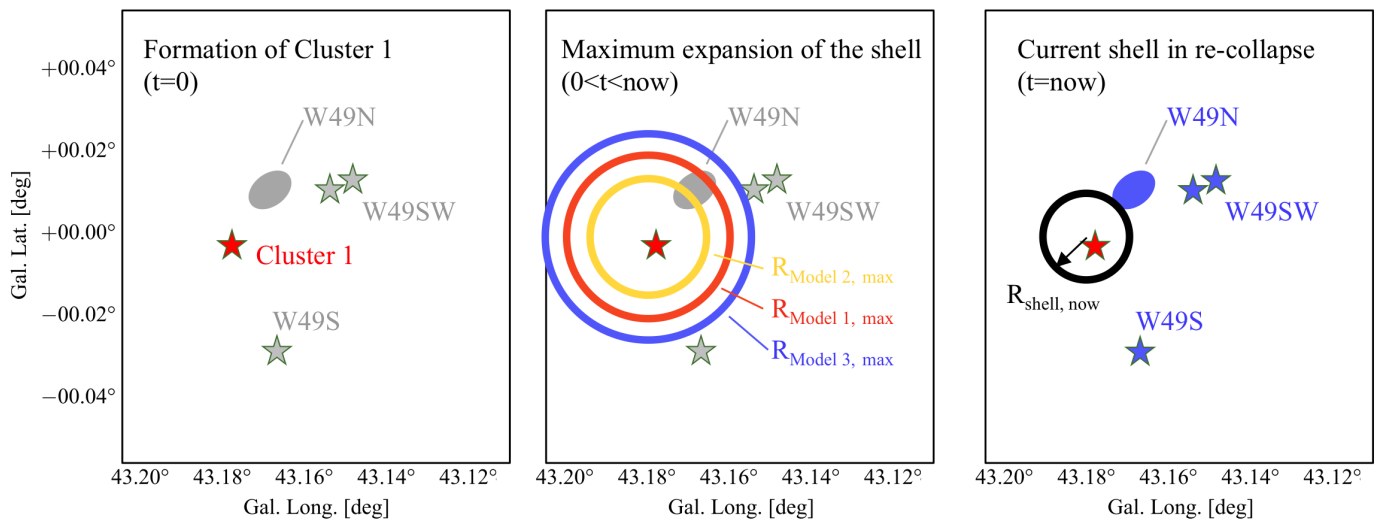 Formation of Cluster 1
(t=0)
W49N
W49SW
Cluster 1
W49S
Gal. Lat. [deg]
+00.04°
+00.02°
+00.00°
−00.02°
−00.04°
43.20° 43.18° 43.16° 43.14° 43.12°
Gal. Long. [deg]
Maximum expansion of the shell
(0<t<now)
W49N
W49SW
R Model 2, max
R Model 1, max
R Model 3, max
43.20° 43.18° 43.16° 43.14° 43.12°
Gal. Long. [deg]
Current shell in re-collapse
(t=now)
W49N
W49SW
R shell, now
W49S
43.20° 43.18° 43.16° 43.14° 43.12°
Gal. Long. [deg]